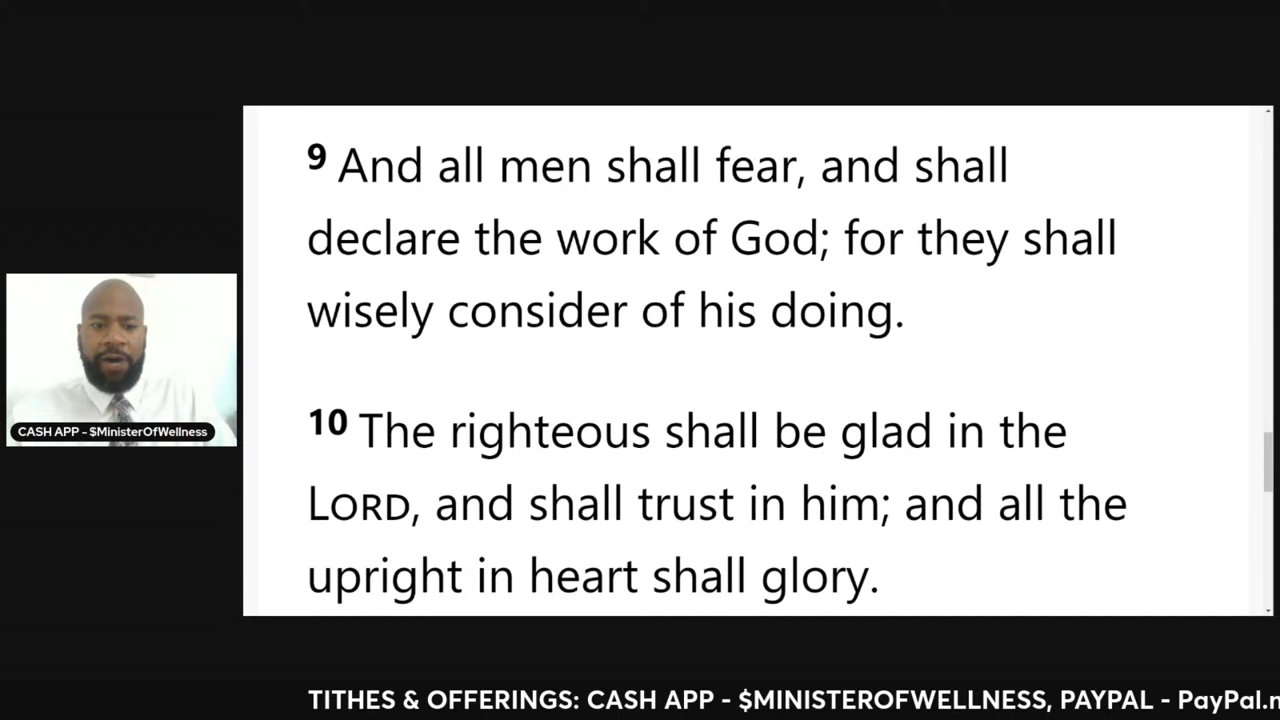 9 And all men shall fear, and shall
declare the work of God; for they shall
wisely consider of his doing.
10 The righteous shall be glad in the
LORD, and shall trust in him; and all the
upright in heart shall glory.
CASH APP - $MinisterOfWellness
TITHES & OFFERINGS: CASH APP - $MINISTEROFWELLNESS, PAYPAL - PayPal.